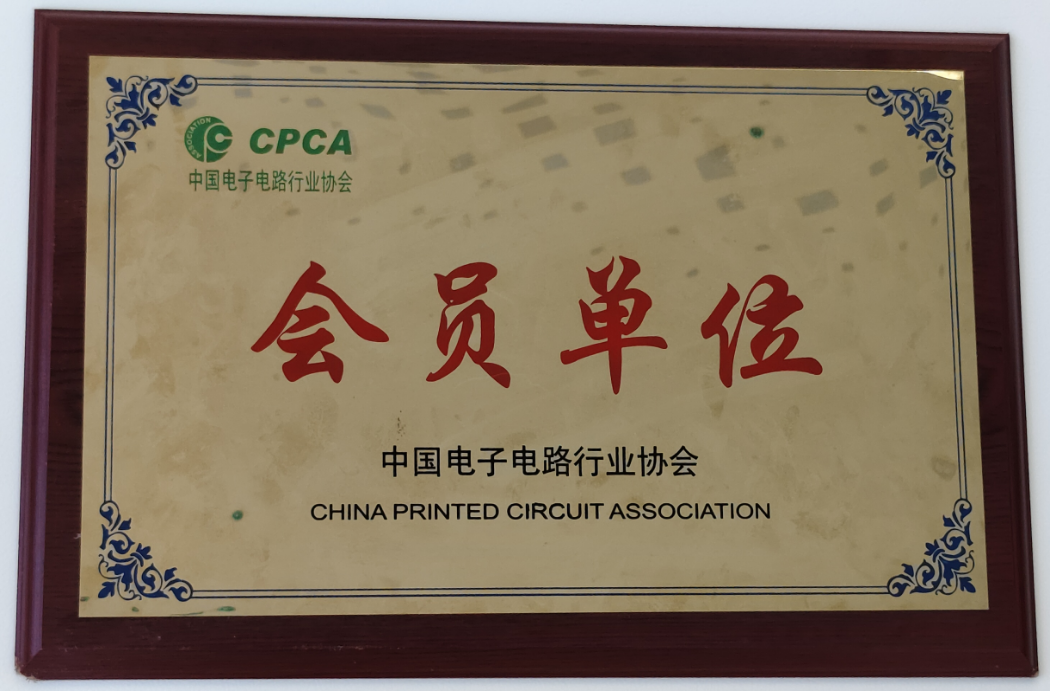 ASSOCIATION
CPCA
中国电子电路行业协会
会员单位
中国电子电路行业协会
CHINA PRINTED CIRCUIT ASSOCIATION